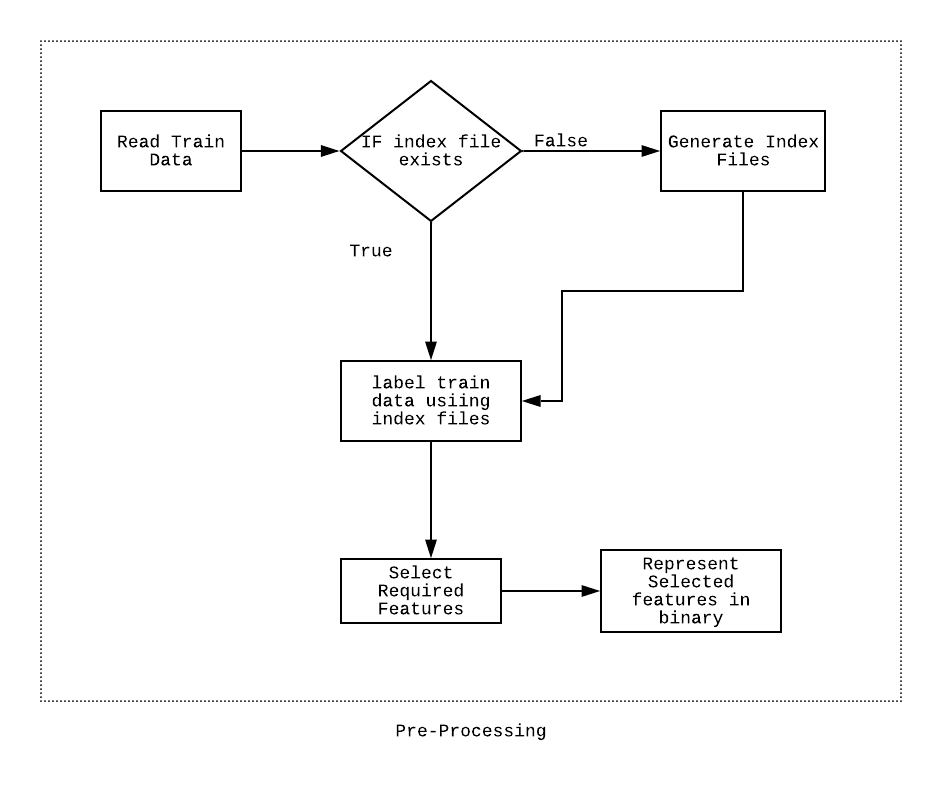 Read Train
Data
IF index file
exists
False
Generate Index
Files
True
label train
data usiing
index files
Select
Required
Features
Represent
Selected
features in
binary
Pre-Processing